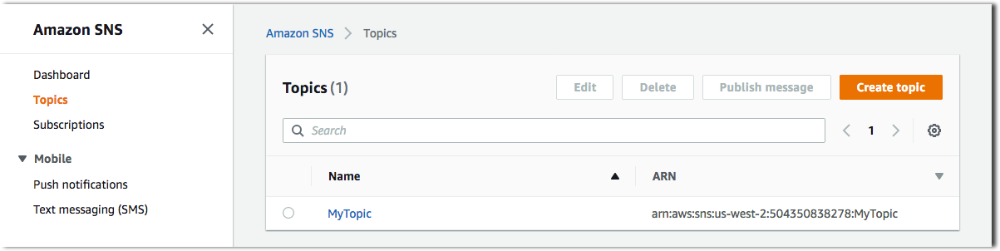 Amazon SNS
Dashboard
Topics
Subscriptions
Mobile
Push notifications
Text messaging (SMS)
Amazon SNS > Topics
Topics (1)
Edit
Delete
Publish message
Create topic
Search
1
Name
ARN
MyTopic
arn:aws:sns:us-west-2:504350838278:MyTopic